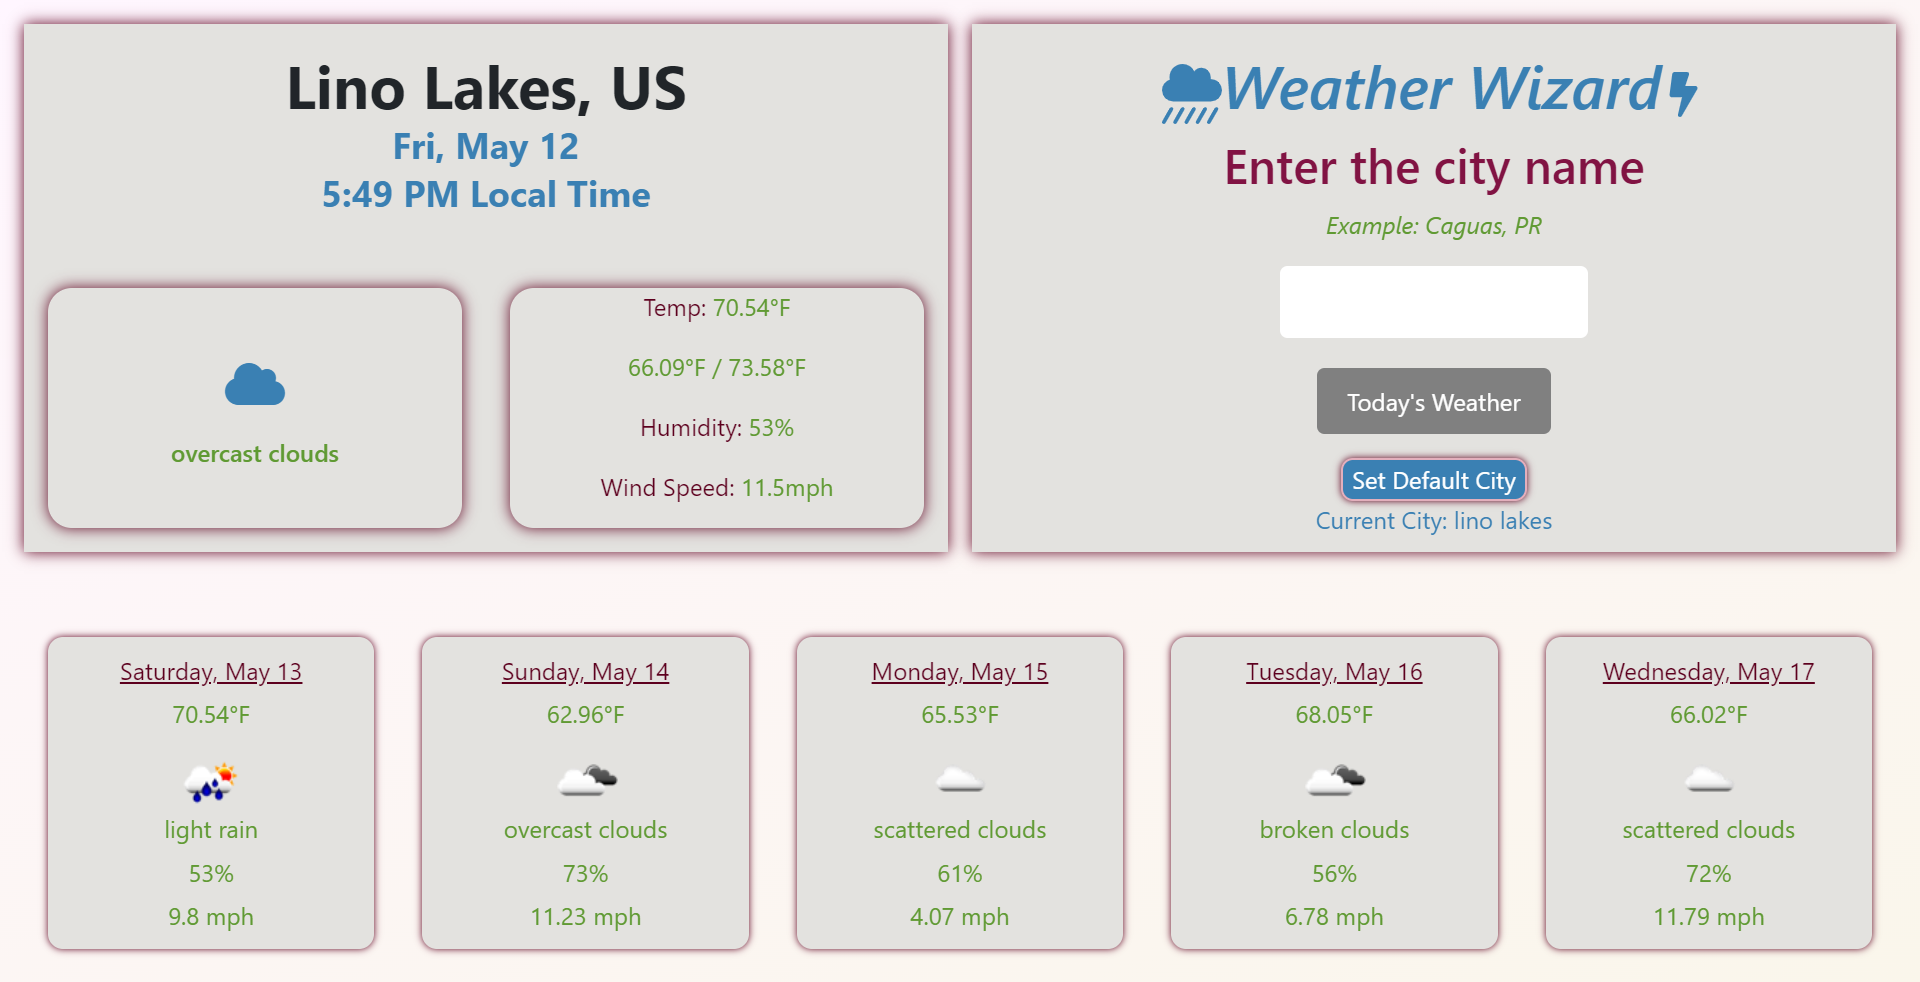 Lino Lakes, US
Fri, May 12
5:49 PM Local Time
overcast clouds
Temp: 70.54°F
66.09°F / 73.58°F
Humidity: 53%
Wind Speed: 11.5mph
Weather Wizard
Enter the city name
Example: Caguas, PR
Today's Weather
Set Default City
Current City: lino lakes
Saturday, May 13
70.54°F
light rain
53%
9.8 mph
Sunday, May 14
62.96°F
overcast clouds
73%
11.23 mph
Monday, May 15
65.53°F
scattered clouds
61%
4.07 mph
Tuesday, May 16
68.05°F
broken clouds
56%
6.78 mph
Wednesday, May 17
66.02°F
scattered clouds
72%
11.79 mph